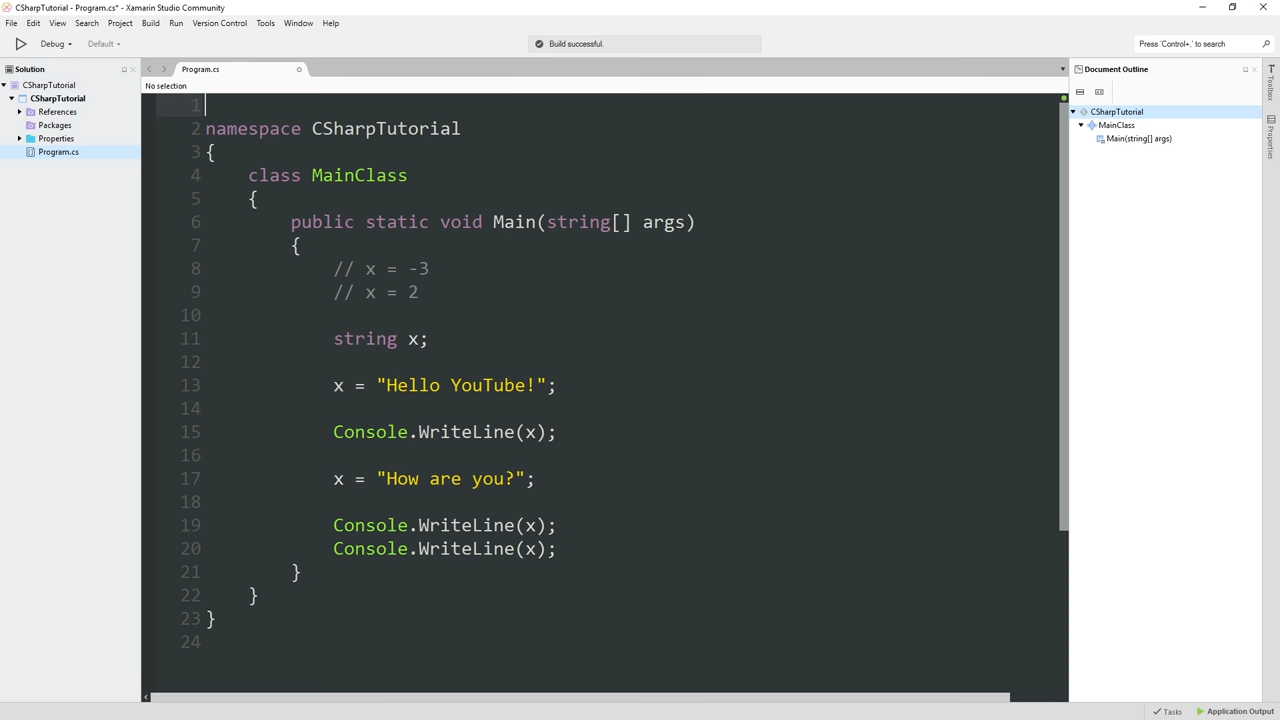 CSharpTutorial - Program.cs* - Xamarin Studio Community
File Edit View Search Project Build Run Version Control Tools Window Help
Debug Default Build successful. Press 'Control+,' to search
Solution
CSharpTutorial
CSharpTutorial
References
Packages
Properties
Program.cs
Program.cs
No selection
1
2 namespace CSharpTutorial
3 {
4 class MainClass
5 {
6 public static void Main(string[] args)
7 {
8 // x = -3
9 // x = 2
10
11 string x;
12
13 x = "Hello YouTube!";
14
15 Console.WriteLine(x);
16
17 x = "How are you?";
18
19 Console.WriteLine(x);
20 Console.WriteLine(x);
21 }
22 }
23 }
24
Document Outline
CSharpTutorial
MainClass
Main(string[] args)
Toolbox
Properties
Tasks Application Output